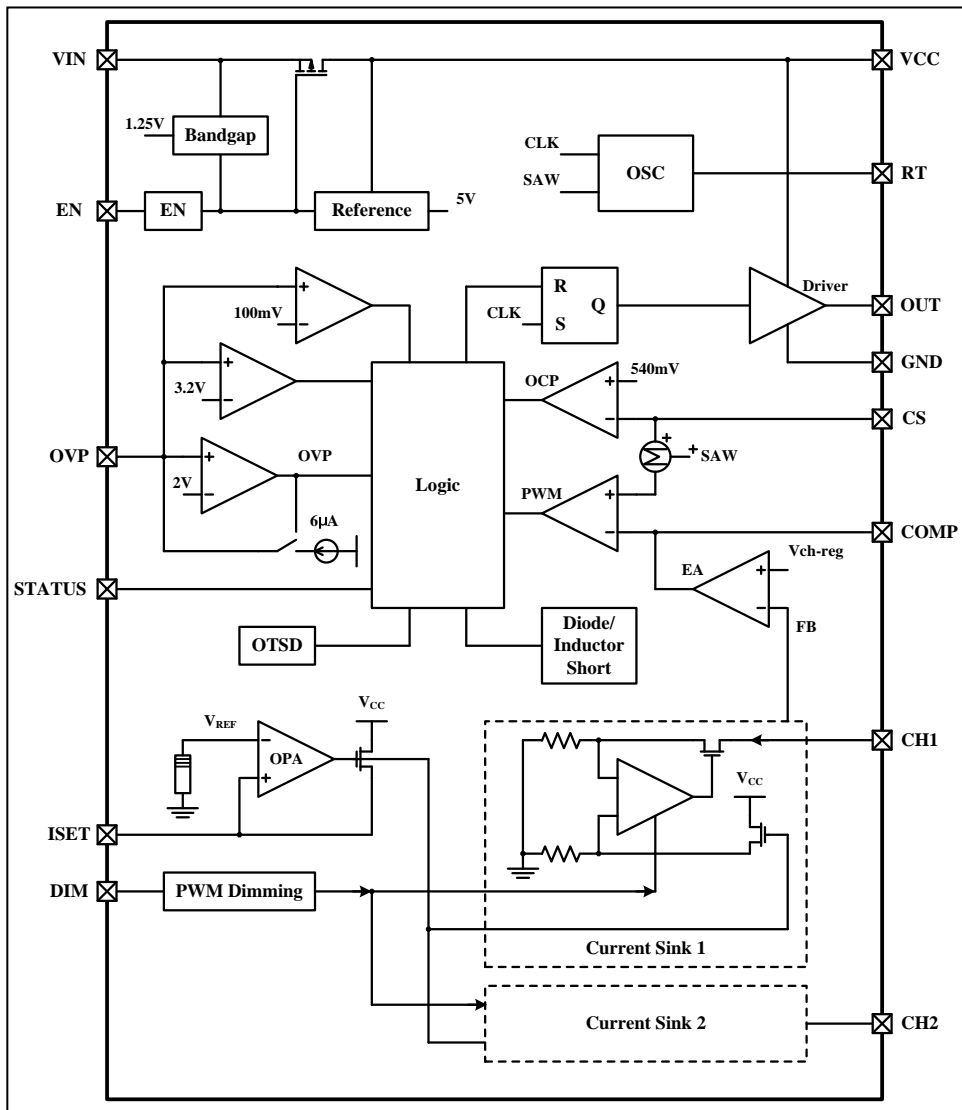 VIN
VCC
1.25V
Bandgap
CLK
SAW
OSC
RT
EN
EN
Reference
5V
100mV
CLK
R
S
Q
Driver
OUT
GND
3.2V
OCP
540mV
CS
OVP
2V
OVP
Logic
SAW
PWM
6µA
COMP
STATUS
EA
Vch-reg
FB
OTSD
Diode/
Inductor
Short
VREF
OPA
VCC
CH1
VCC
ISET
DIM
PWM Dimming
Current Sink 1
Current Sink 2
CH2